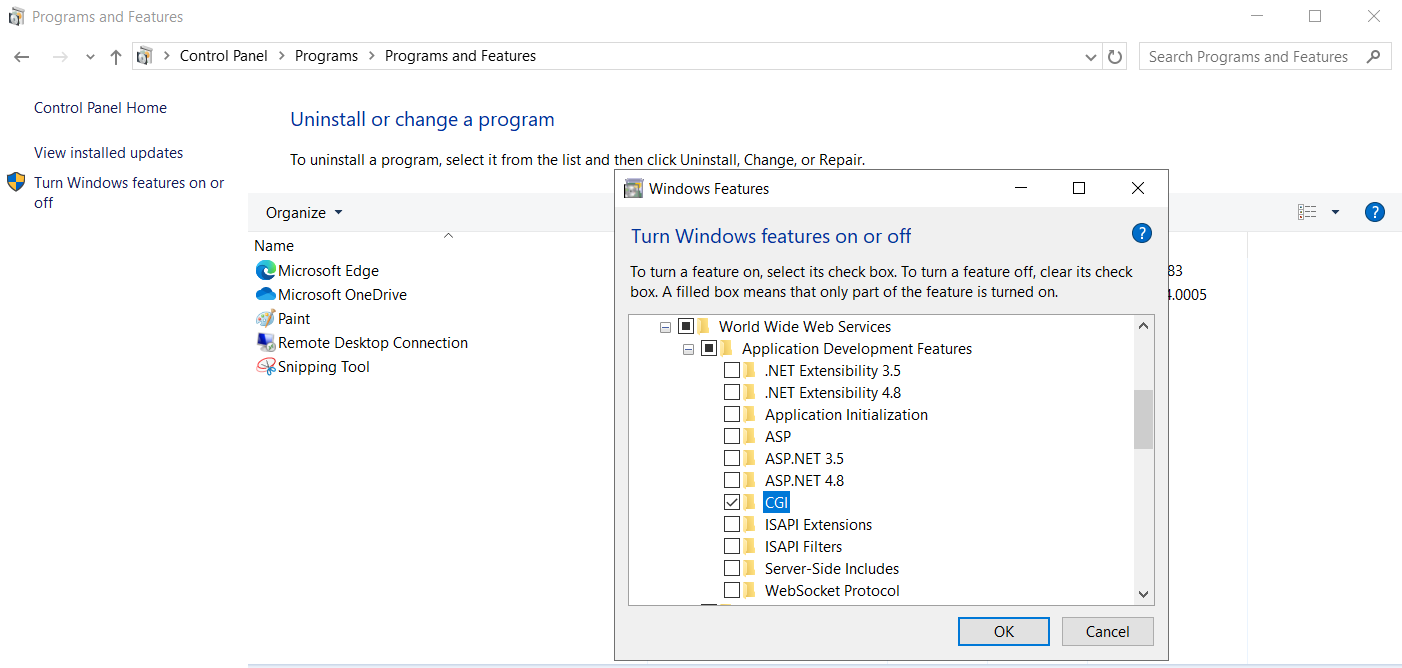 Programs and Features
Control Panel > Programs > Programs and Features
Search Programs and Features
Control Panel Home
View installed updates
Turn Windows features on or
off
Uninstall or change a program
To uninstall a program, select it from the list and then click Uninstall, Change, or Repair.
Organize
Name
Microsoft Edge
83
Microsoft OneDrive
4.0005
Paint
Remote Desktop Connection
Snipping Tool
Windows Features
Turn Windows features on or off
To turn a feature on, select its check box. To turn a feature off, clear its check
box. A filled box means that only part of the feature is turned on.
World Wide Web Services
Application Development Features
.NET Extensibility 3.5
.NET Extensibility 4.8
Application Initialization
ASP
ASP.NET 3.5
ASP.NET 4.8
CGI
ISAPI Extensions
ISAPI Filters
Server-Side Includes
WebSocket Protocol
OK
Cancel